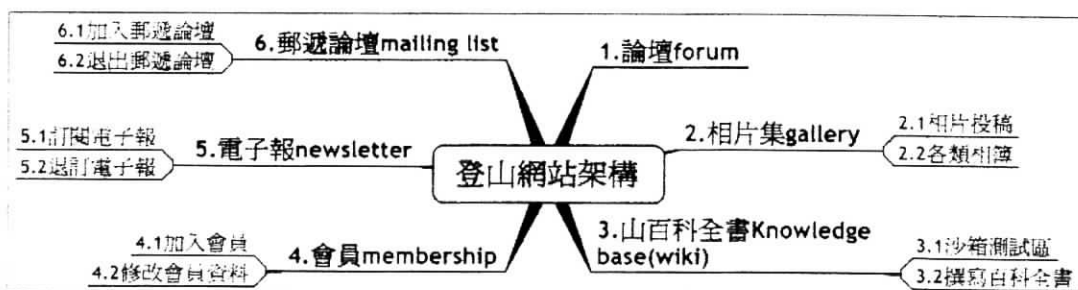 登山網站架構
1.論壇forum
2.相片集gallery
2.1相片投稿
2.2各類相簿
3.山百科全書Knowledge
base(wiki)
3.1沙箱測試區
3.2撰寫百科全書
4.會員membership
4.1加入會員
4.2修改會員資料
5.電子報newsletter
5.1訂閱電子報
5.2退訂電子報
6.郵遞論壇mailing list
6.1加入郵遞論壇
6.2退出郵遞論壇